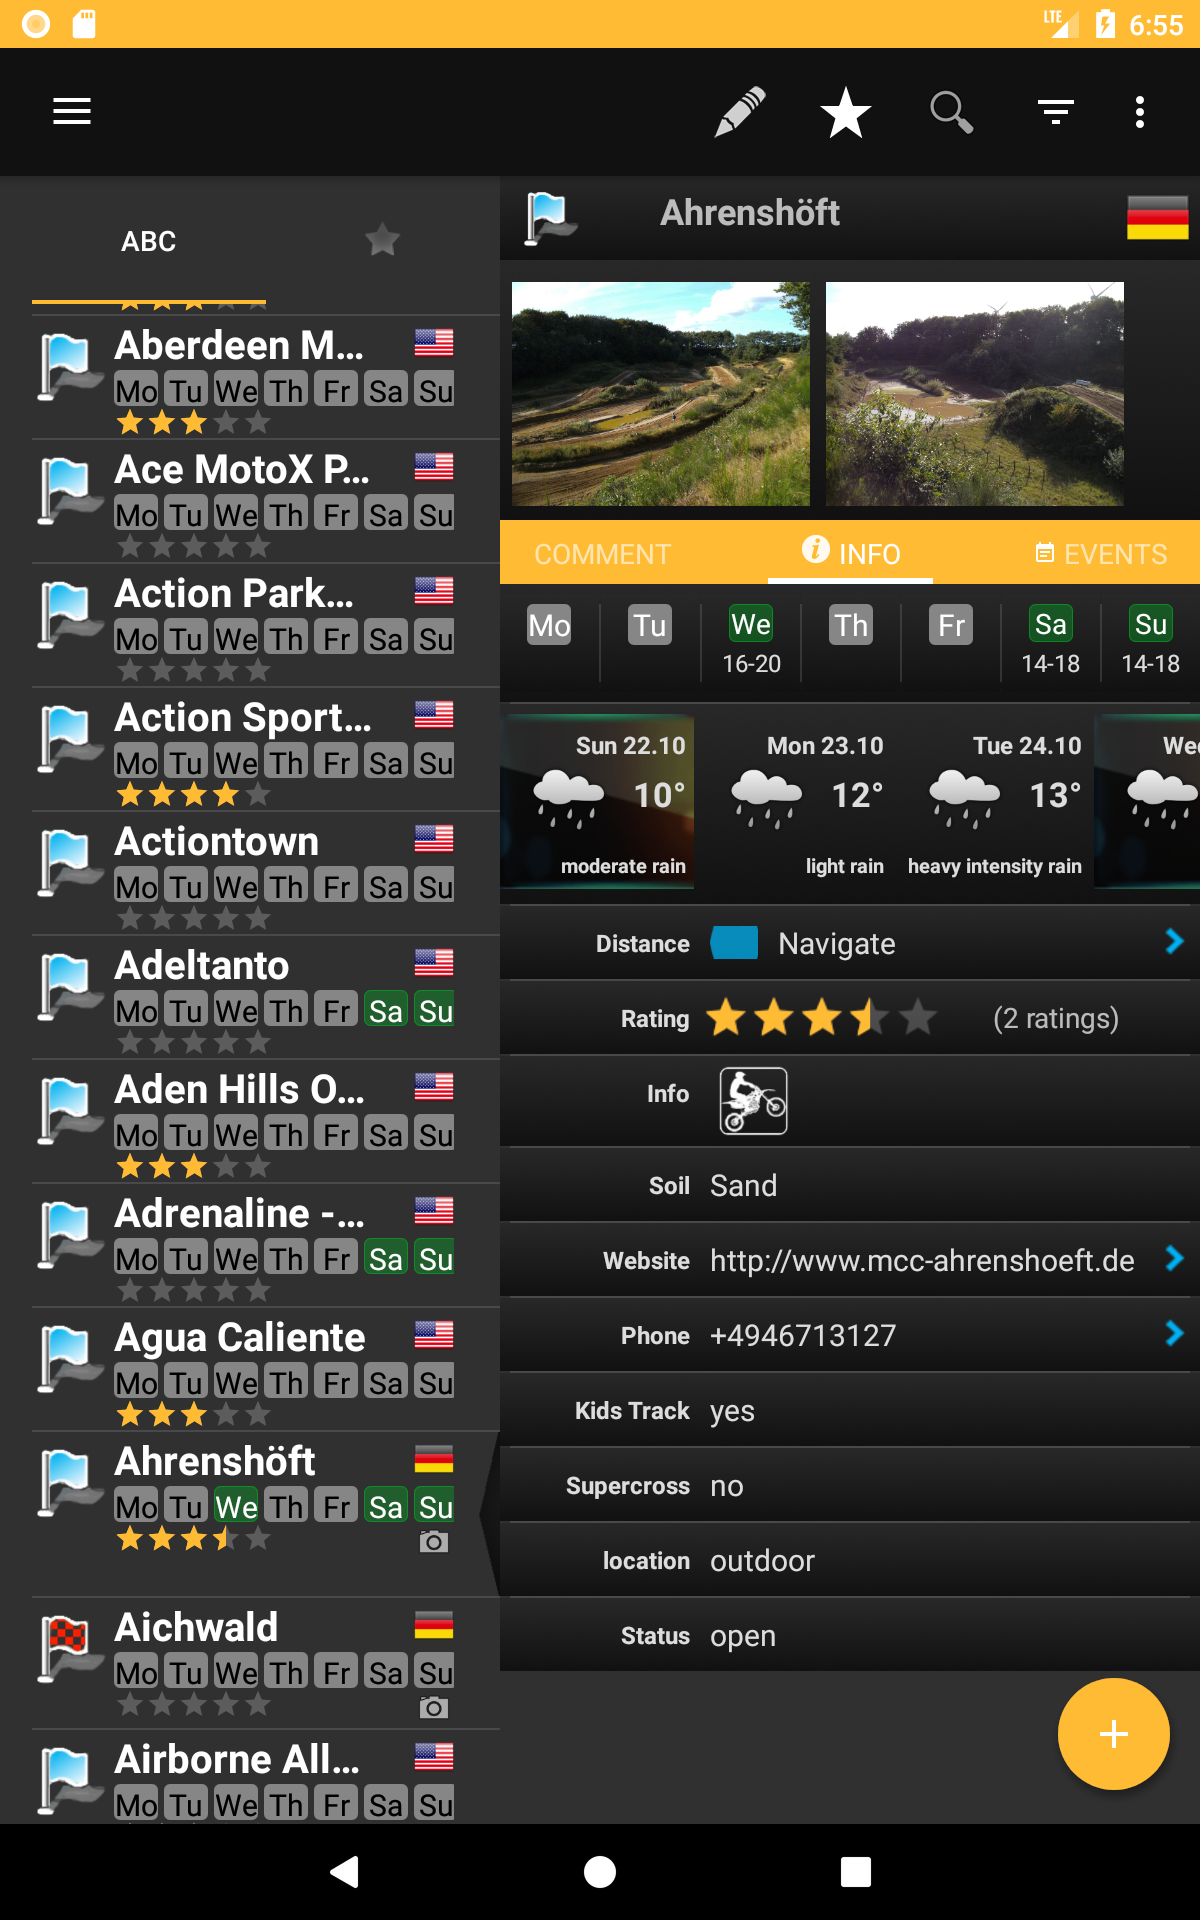 LTE 6:55
ABC
Aberdeen M...
Mo Tu We Th Fr Sa Su
Ace MotoX P...
Mo Tu We Th Fr Sa Su
Action Park...
Mo Tu We Th Fr Sa Su
Action Sport...
Mo Tu We Th Fr Sa Su
Actiontown
Mo Tu We Th Fr Sa Su
Adeltanto
Mo Tu We Th Fr Sa Su
Aden Hills O...
Mo Tu We Th Fr Sa Su
Adrenaline -...
Mo Tu We Th Fr Sa Su
Agua Caliente
Mo Tu We Th Fr Sa Su
Ahrenshöft
Mo Tu We Th Fr Sa Su
Aichwald
Mo Tu We Th Fr Sa Su
Airborne All...
Mo Tu We Th Fr Sa Su
Ahrenshöft
COMMENT INFO EVENTS
Mo Tu We Th Fr Sa Su
16-20 14-18 14-18
Sun 22.10 Mon 23.10 Tue 24.10 Wed
10° 12° 13°
moderate rain light rain heavy intensity rain
Distance Navigate
Rating (2 ratings)
Info
Soil Sand
Website http://www.mcc-ahrenshoeft.de
Phone +4946713127
Kids Track yes
Supercross no
location outdoor
Status open